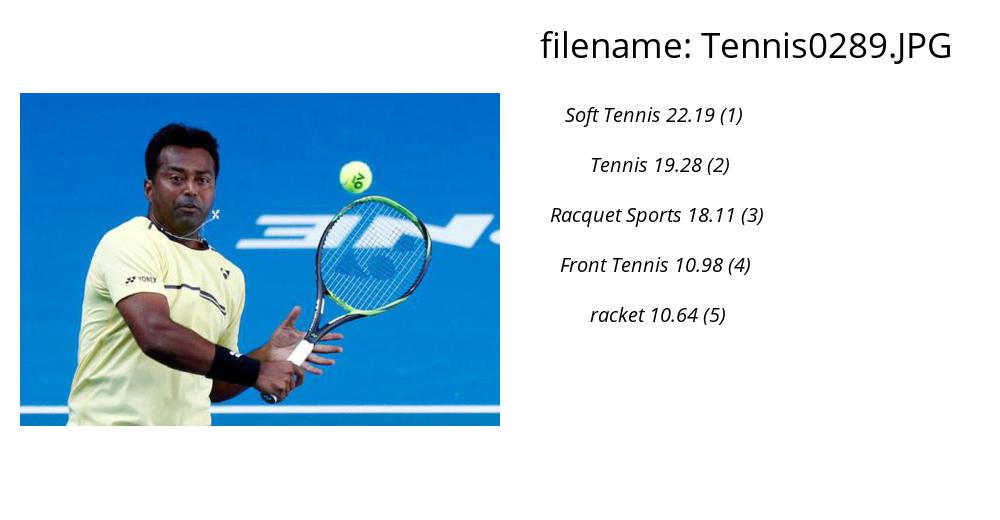 filename: Tennis0289.JPG
Soft Tennis 22.19 (1)
Tennis 19.28 (2)
Racquet Sports 18.11 (3)
Front Tennis 10.98 (4)
racket 10.64 (5)
YONEX